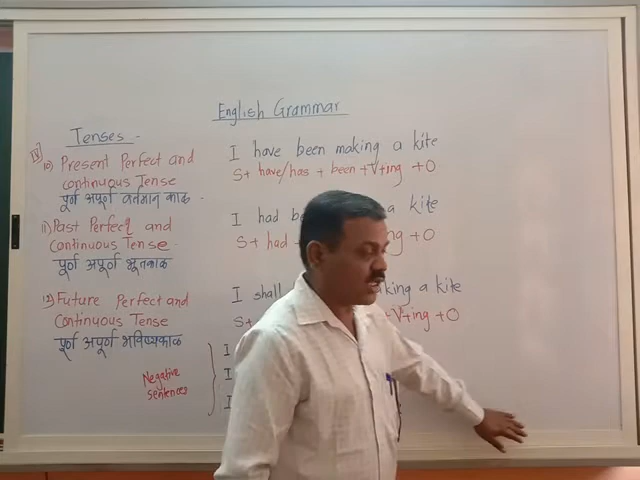 English Grammar
Tenses -
IV
10) Present Perfect and
continuous Tense
पूर्ण अपूर्ण वर्तमान काळ -
I have been making a kite
S+ have/has + been +V+ing +O
11) Past Perfect and
Continuous Tense
पूर्ण अपूर्ण भूतकाळ
I had be a kite
S+ had + ing +O
12) Future Perfect and
Continuous Tense
पूर्ण अपूर्ण भविष्यकाळ
I shall king a kite
S+ +V+ing +O
Negative
Sentences
I
I
I